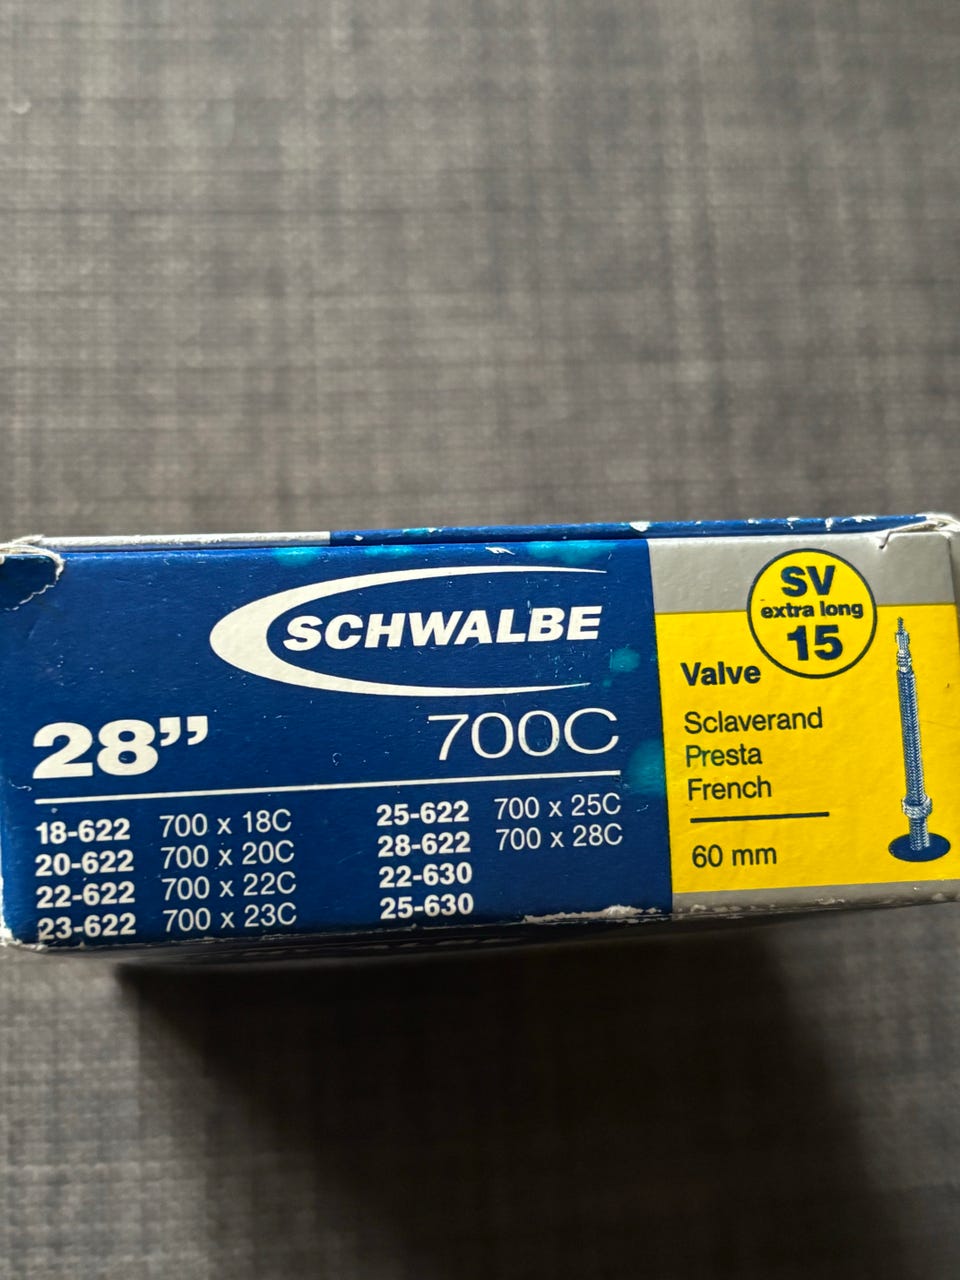 SCHWALBE
28” 700C
18-622 700 x 18C
20-622 700 x 20C
22-622 700 x 22C
23-622 700 x 23C
25-622 700 x 25C
28-622 700 x 28C
22-630
25-630
SV
extra long
15
Valve
Sclaverand
Presta
French
60 mm
SCHWALBE